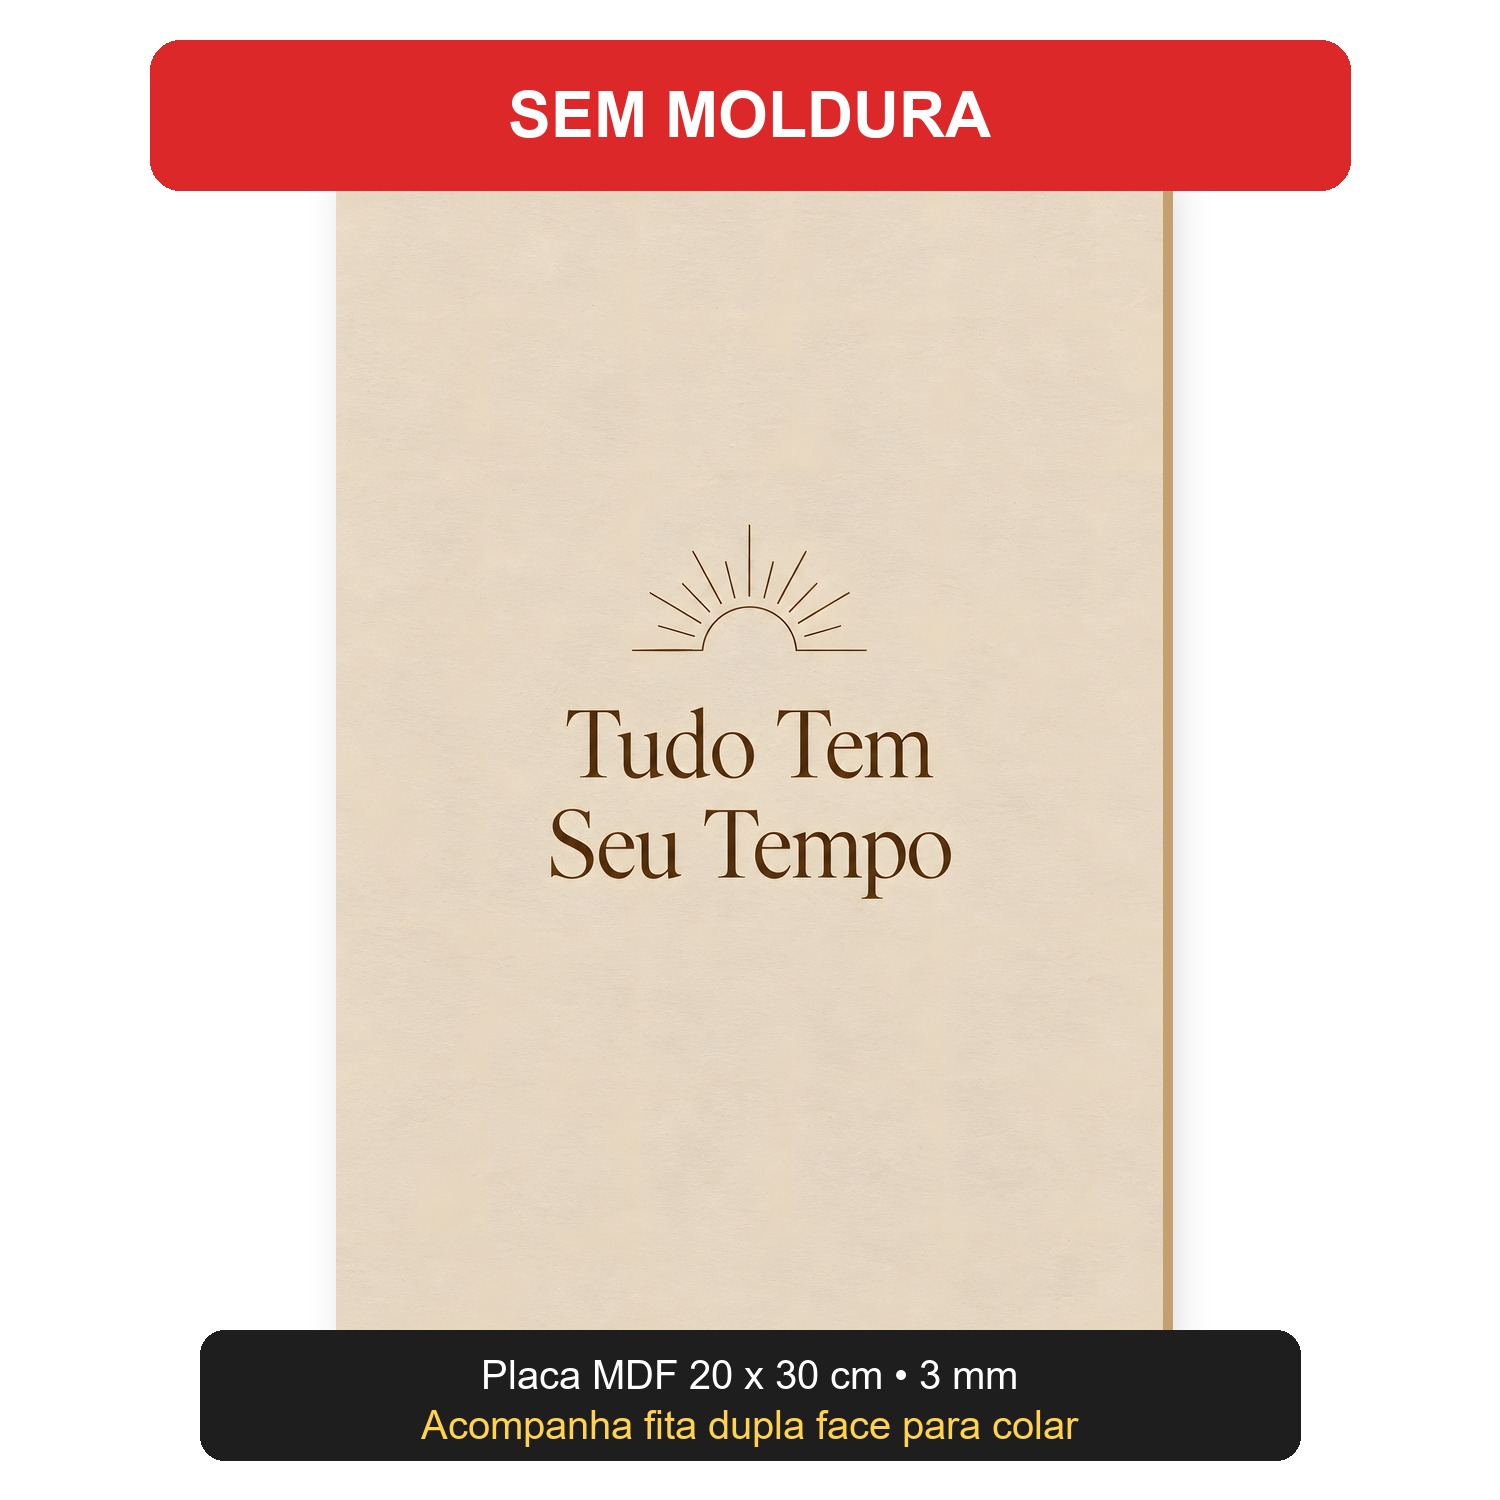 SEM MOLDURA
Tudo Tem
Seu Tempo
Placa MDF 20 x 30 cm • 3 mm
Acompanha fita dupla face para colar